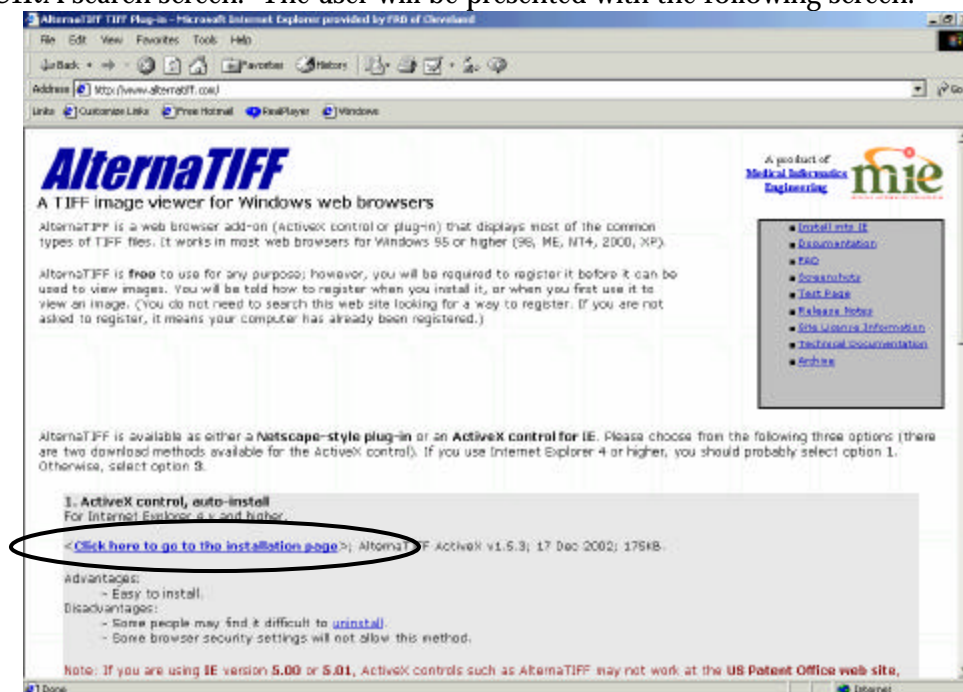 search screen. The user will be presented with the following screen.
AlternaTIFF TIFF Plug-in - Microsoft Internet Explorer provided by FRB of Cleveland
File Edit View Favorites Tools Help
Back Favorites History
Address http://www.alternatiff.com/ Go
Links Customize Links Free Hotmail RealPlayer Windows
AlternaTIFF
A product of
Medical Informatics
Engineering
mie
A TIFF image viewer for Windows web browsers
AlternaTIFF is a web browser add-on (ActiveX control or plug-in) that displays most of the common
types of TIFF files. It works in most web browsers for Windows 95 or higher (98, ME, NT4, 2000, XP).
AlternaTIFF is free to use for any purpose; however, you will be required to register it before it can be
used to view images. You will be told how to register when you install it, or when you first use it to
view an image. (You do not need to search this web site looking for a way to register. If you are not
asked to register, it means your computer has already been registered.)
Install into IE
Documentation
FAQ
Screenshots
Test Page
Release Notes
Site License Information
Technical Documentation
Archive
AlternaTIFF is available as either a Netscape-style plug-in or an ActiveX control for IE. Please choose from the following three options (there
are two download methods available for the ActiveX control). If you use Internet Explorer 4 or higher, you should probably select option 1.
Otherwise, select option 3.
1. ActiveX control, auto-install
For Internet Explorer 4.x and higher.
<Click here to go to the installation page>; AlternaTIFF ActiveX v1.5.3; 17 Dec 2002; 175kB.
Advantages:
- Easy to install.
Disadvantages:
- Some people may find it difficult to uninstall.
- Some browser security settings will not allow this method.
Note: If you are using IE version 5.00 or 5.01, ActiveX controls such as AlternaTIFF may not work at the US Patent Office web site,
Done Internet